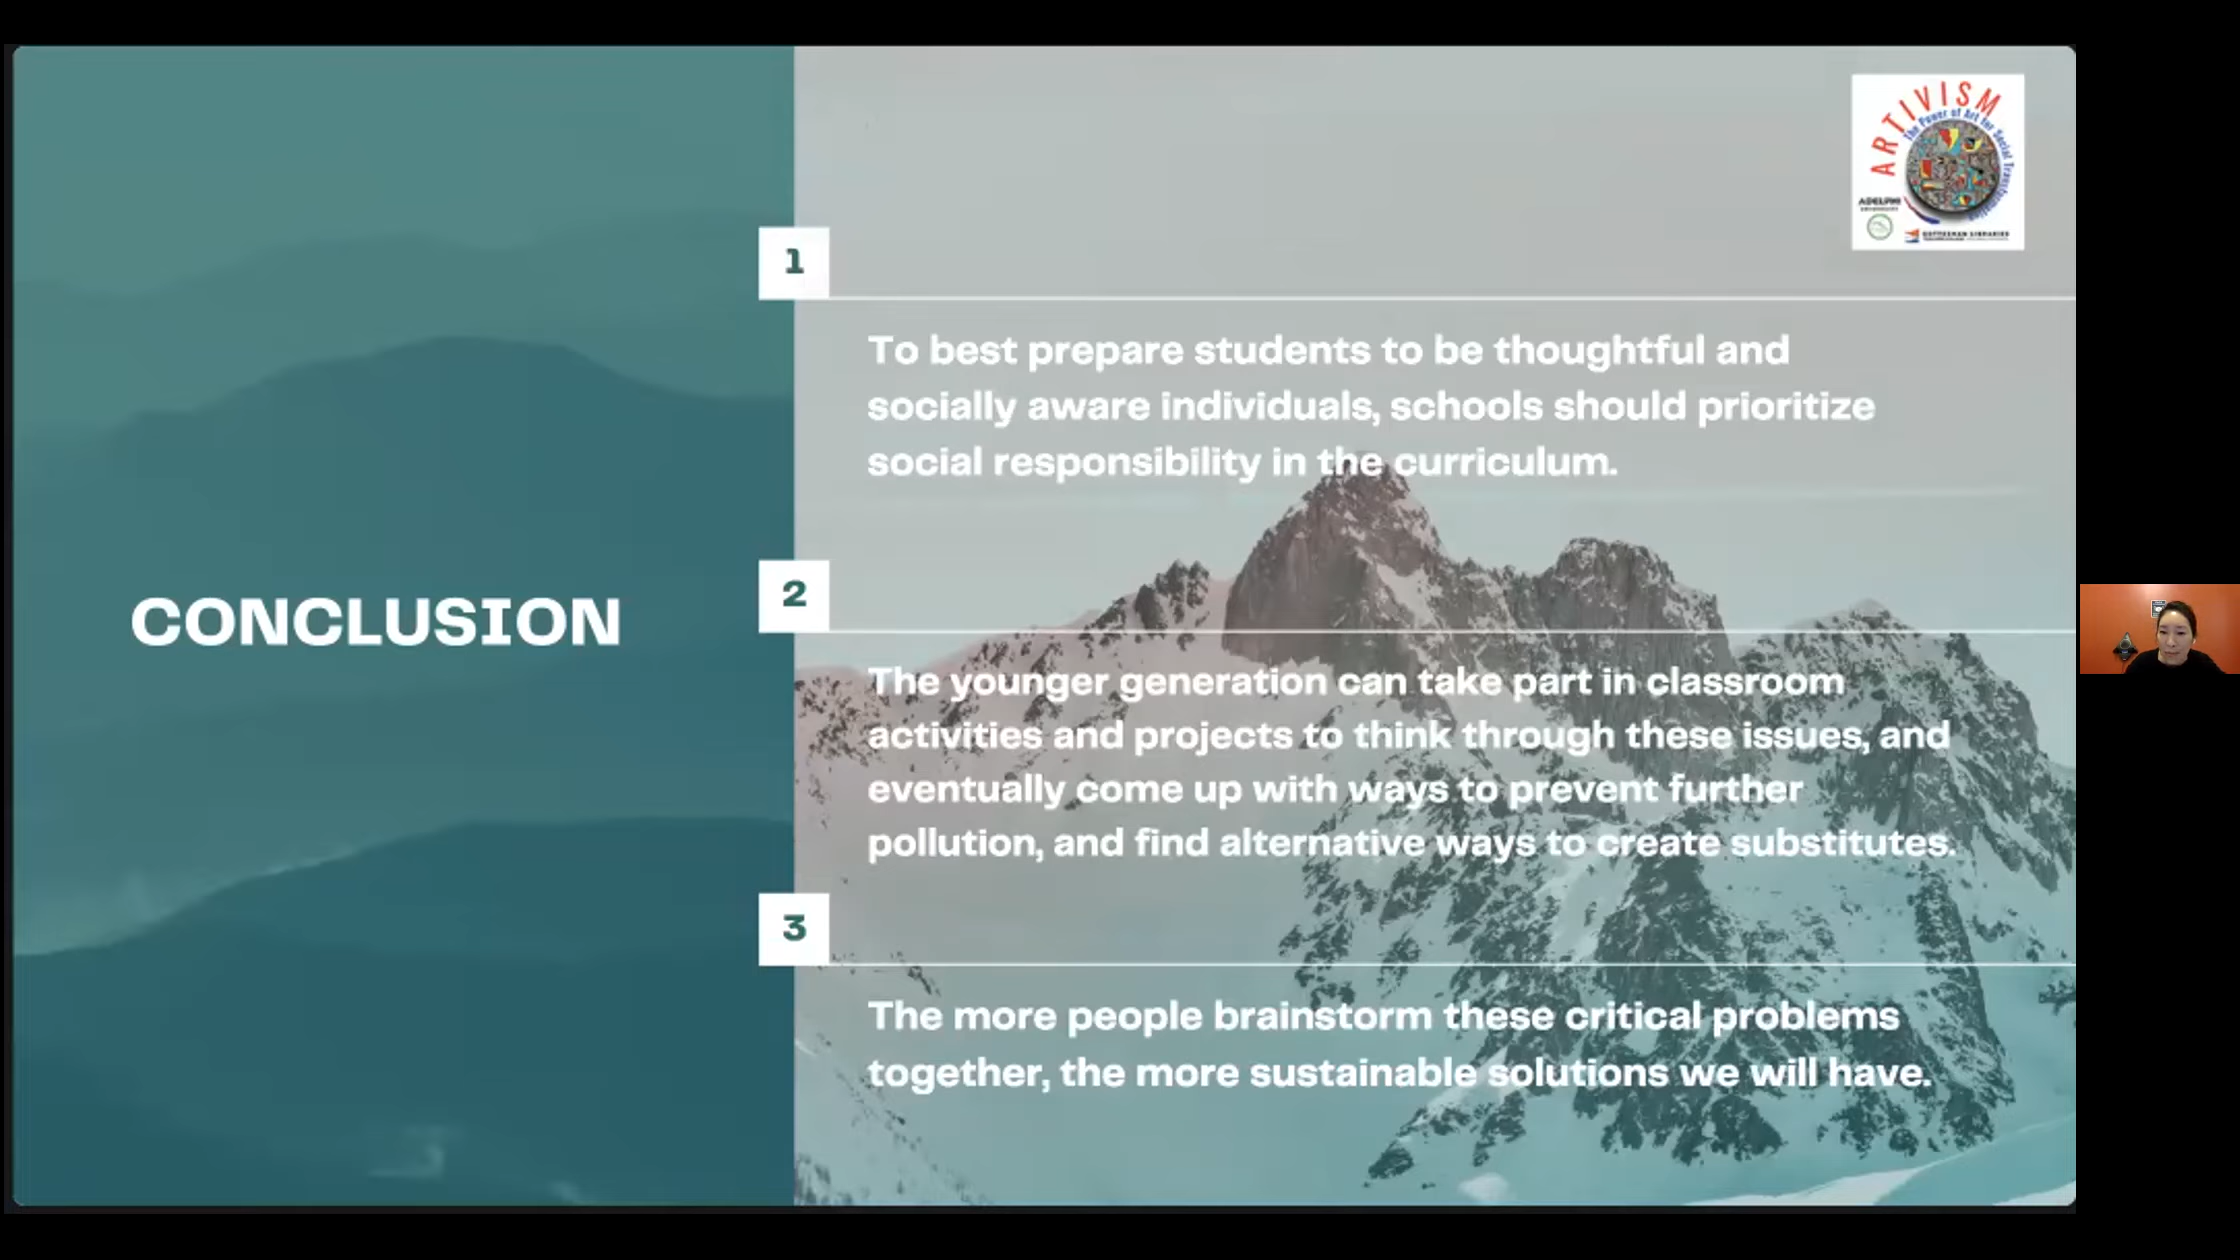 ARTIVISM
The Power of Art for Social Transformation
ADELPHI
GOTTESMAN LIBRARIES
CONCLUSION
1
To best prepare students to be thoughtful and
socially aware individuals, schools should prioritize
social responsibility in the curriculum.
2
The younger generation can take part in classroom
activities and projects to think through these issues, and
eventually come up with ways to prevent further
pollution, and find alternative ways to create substitutes.
3
The more people brainstorm these critical problems
together, the more sustainable solutions we will have.